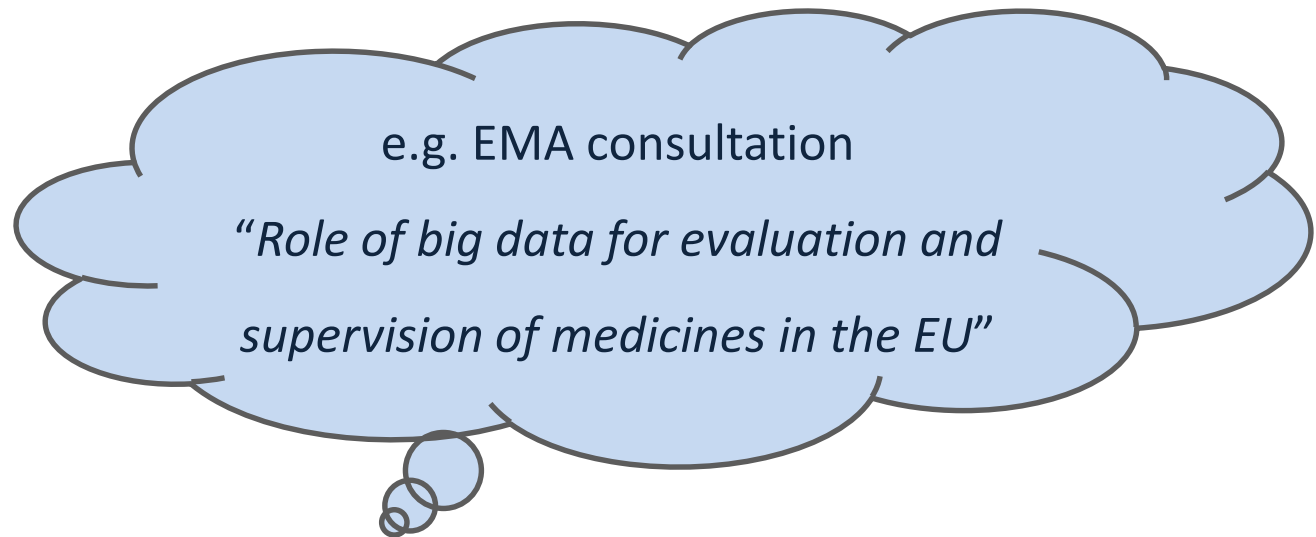 e.g. EMA consultation
“Role of big data for evaluation and
supervision of medicines in the EU”